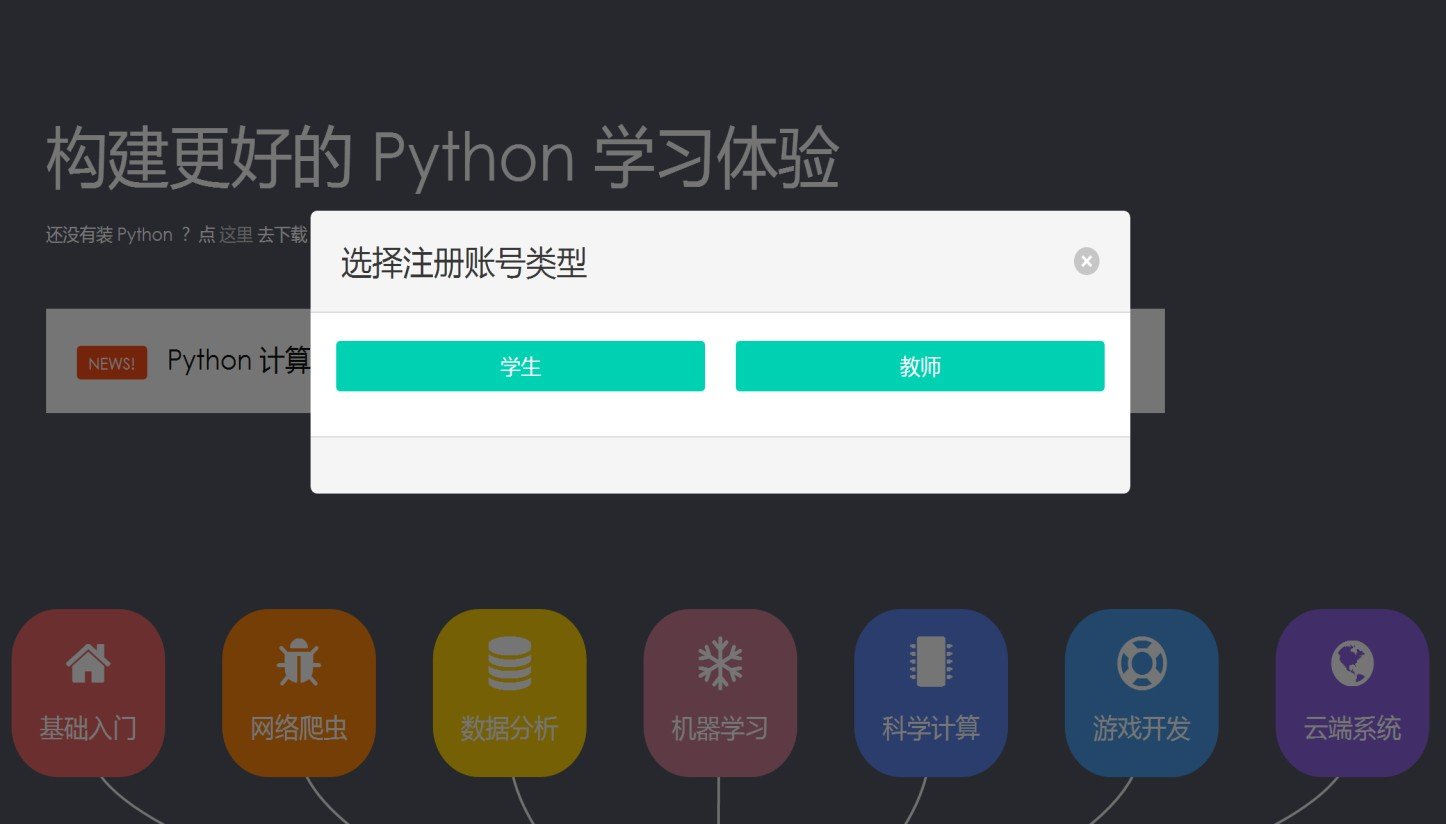 构建更好的 Python 学习体验
还没有装 Python ？ 点 这里 去下载
选择注册账号类型
NEWS! Python 计算
学生
教师
基础入门
网络爬虫
数据分析
机器学习
科学计算
游戏开发
云端系统